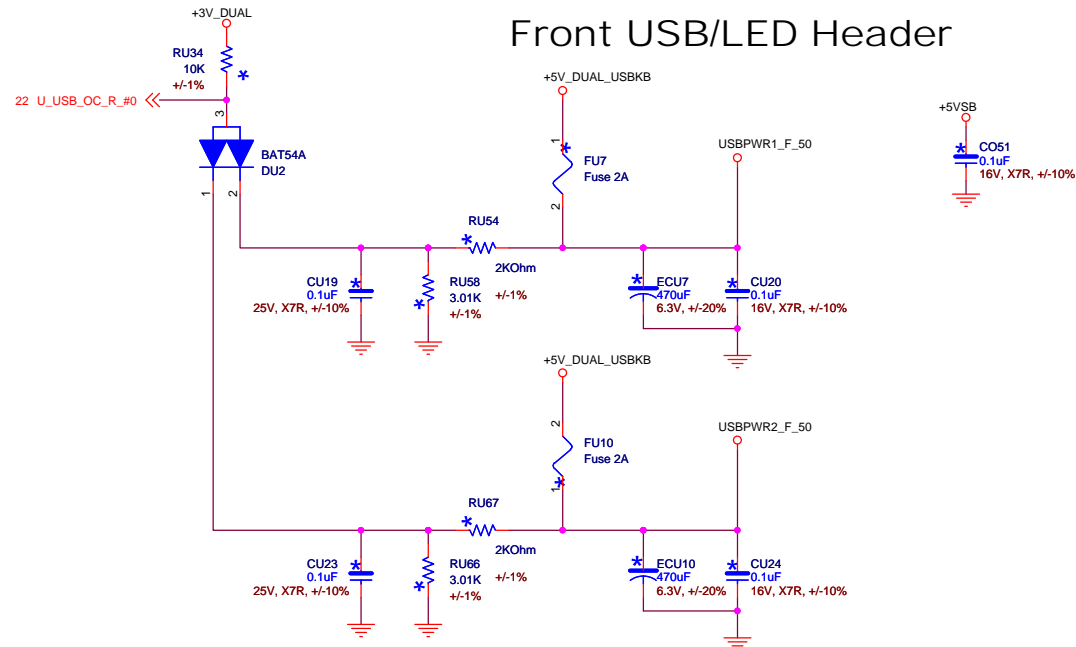 Front USB/LED Header
+3V_DUAL
RU34
10K
+/-1%
22 U_USB_OC_R_#0
3
BAT54A
DU2
1
2
+5V_DUAL_USBKB
1
FU7
Fuse 2A
2
USBPWR1_F_50
+5VSB
CO51
0.1uF
16V, X7R, +/-10%
RU54
2KOhm
+/-1%
CU19
0.1uF
25V, X7R, +/-10%
RU58
3.01K
+/-1%
ECU7
470uF
6.3V, +/-20%
CU20
0.1uF
16V, X7R, +/-10%
+5V_DUAL_USBKB
2
FU10
Fuse 2A
1
USBPWR2_F_50
RU67
2KOhm
+/-1%
CU23
0.1uF
25V, X7R, +/-10%
RU66
3.01K
+/-1%
ECU10
470uF
6.3V, +/-20%
CU24
0.1uF
16V, X7R, +/-10%